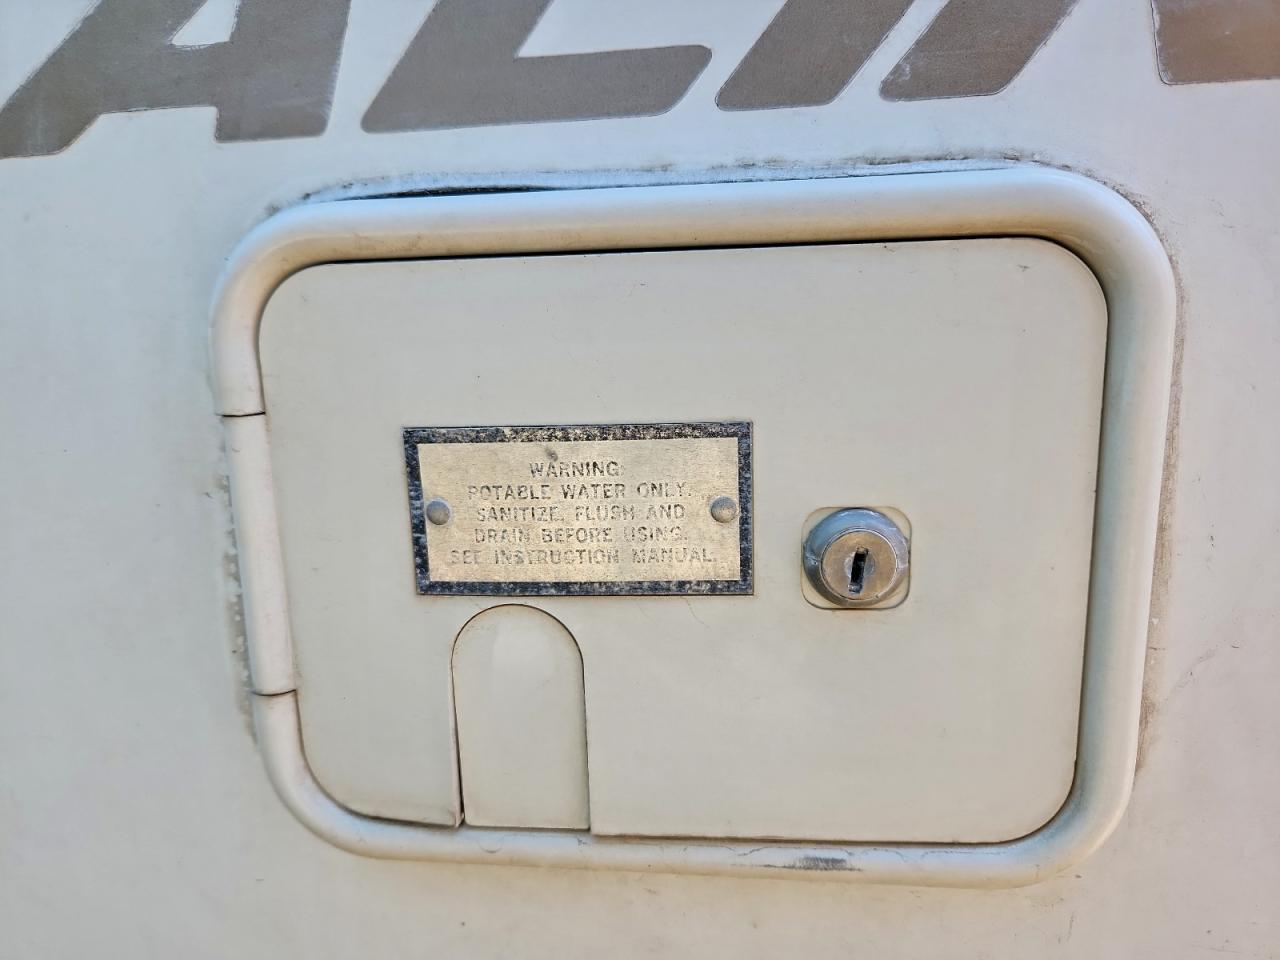 WARNING:
POTABLE WATER ONLY.
SANITIZE, FLUSH AND
DRAIN BEFORE USING.
SEE INSTRUCTION MANUAL.